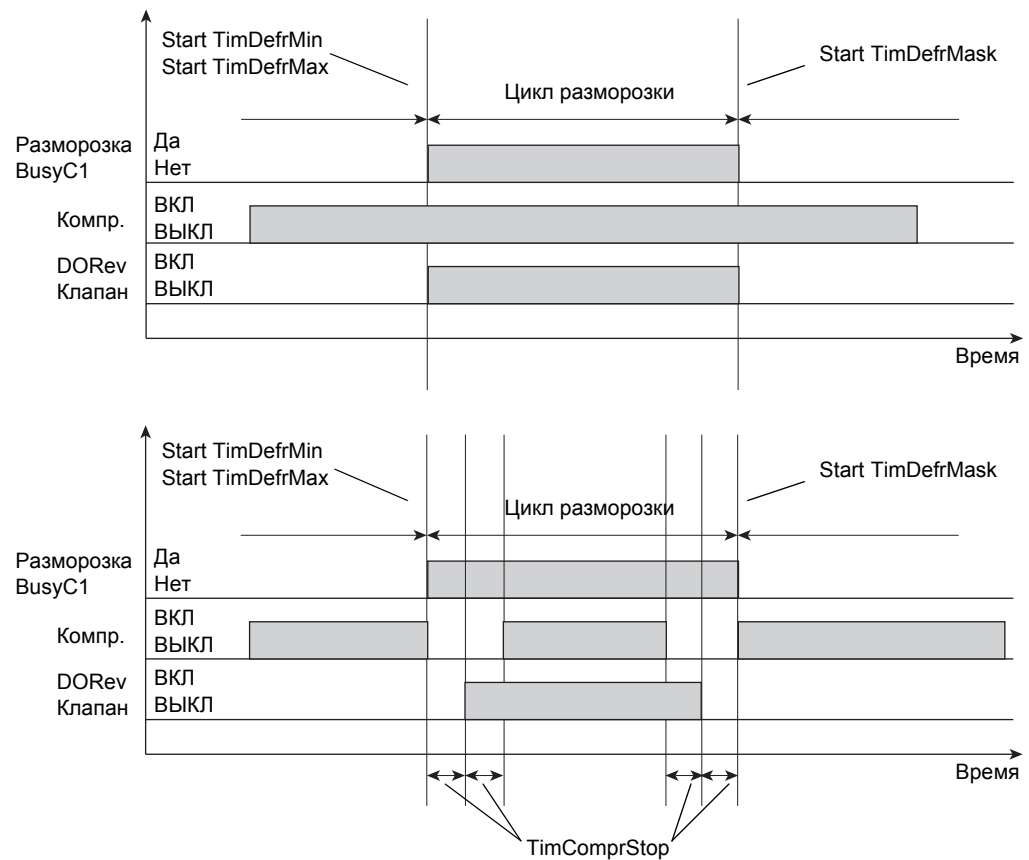 Start TimDefrMin
Start TimDefrMax
Start TimDefrMask
Цикл разморозки
Разморозка
BusyC1
Да
Нет
Компр.
ВКЛ
ВЫКЛ
DORev
Клапан
ВКЛ
ВЫКЛ
Время
Start TimDefrMin
Start TimDefrMax
Start TimDefrMask
Цикл разморозки
Разморозка
BusyC1
Да
Нет
Компр.
ВКЛ
ВЫКЛ
DORev
Клапан
ВКЛ
ВЫКЛ
Время
TimComprStop